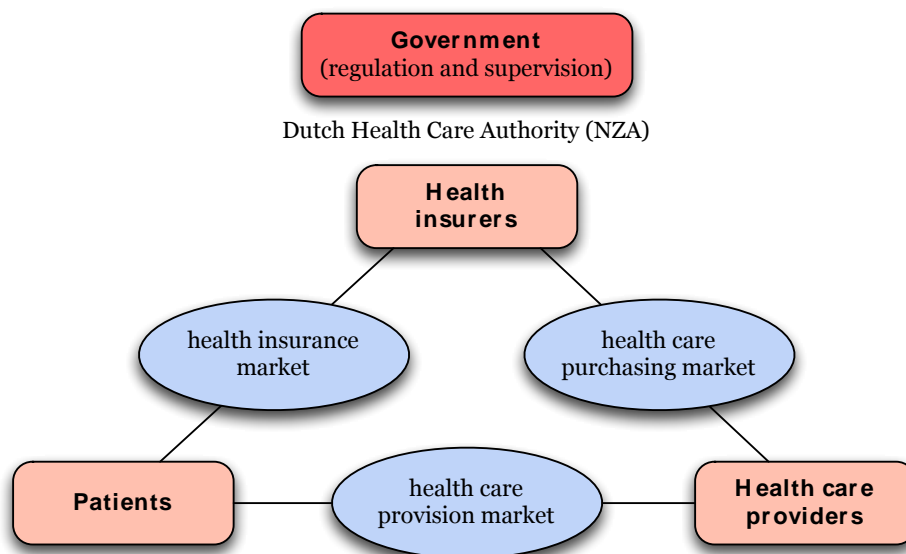 Government
(regulation and supervision)
Dutch Health Care Authority (NZA)
Health
insurers
health insurance
market
health care
purchasing market
Patients
health care
provision market
Health care
providers